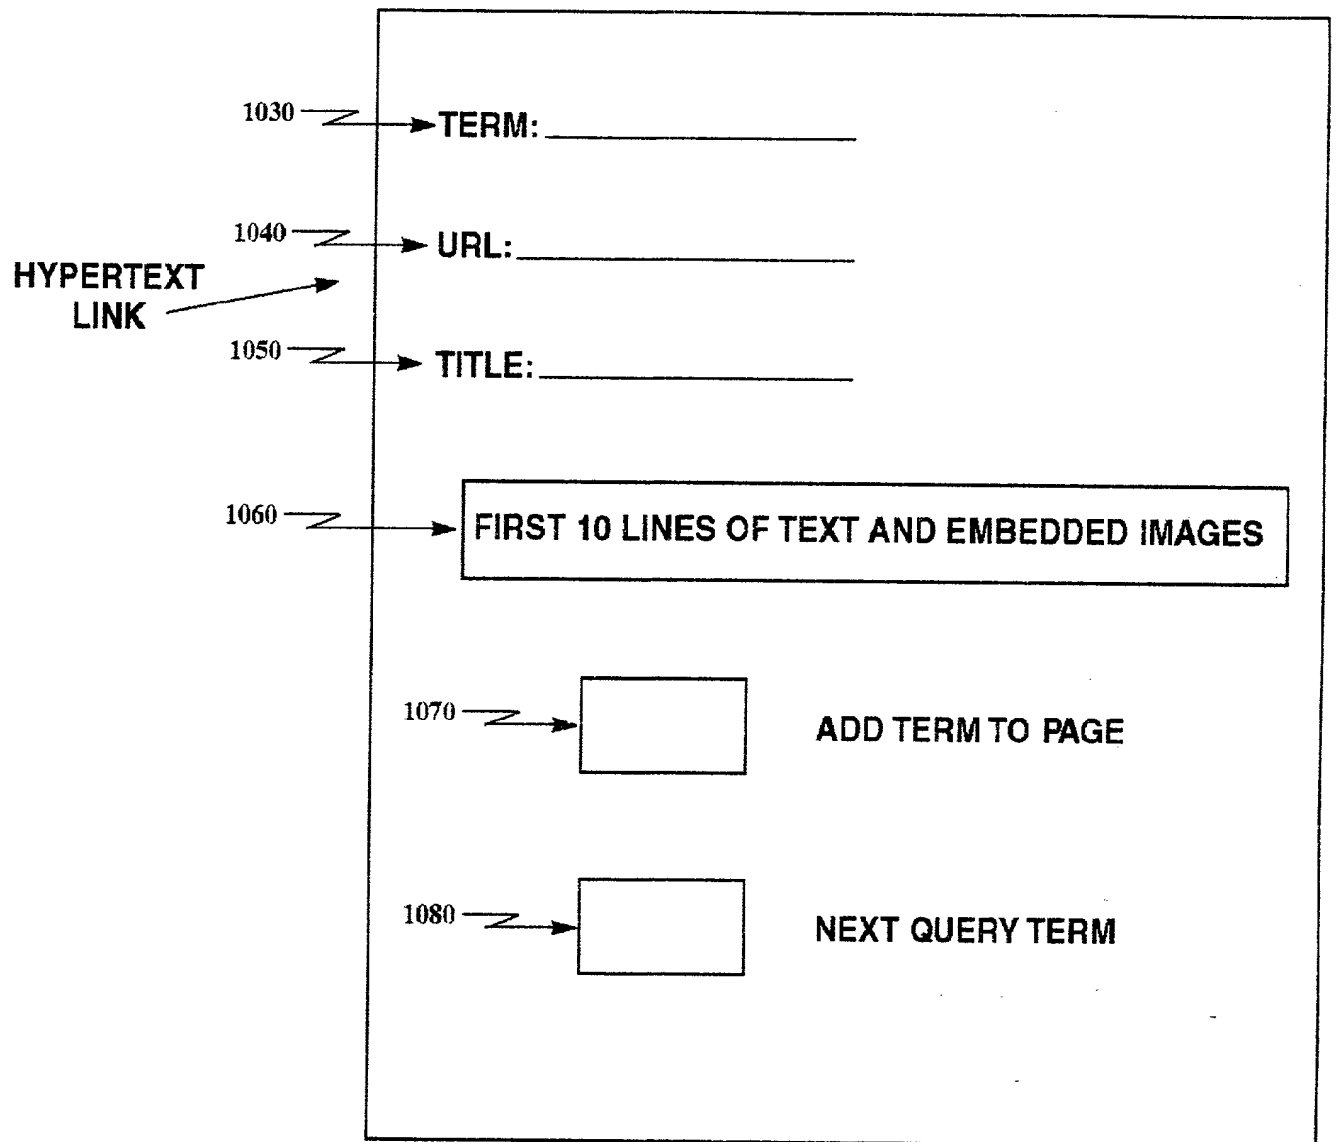 1030 TERM:
1040 URL:
HYPERTEXT
LINK
1050 TITLE:
1060 FIRST 10 LINES OF TEXT AND EMBEDDED IMAGES
1070 ADD TERM TO PAGE
1080 NEXT QUERY TERM